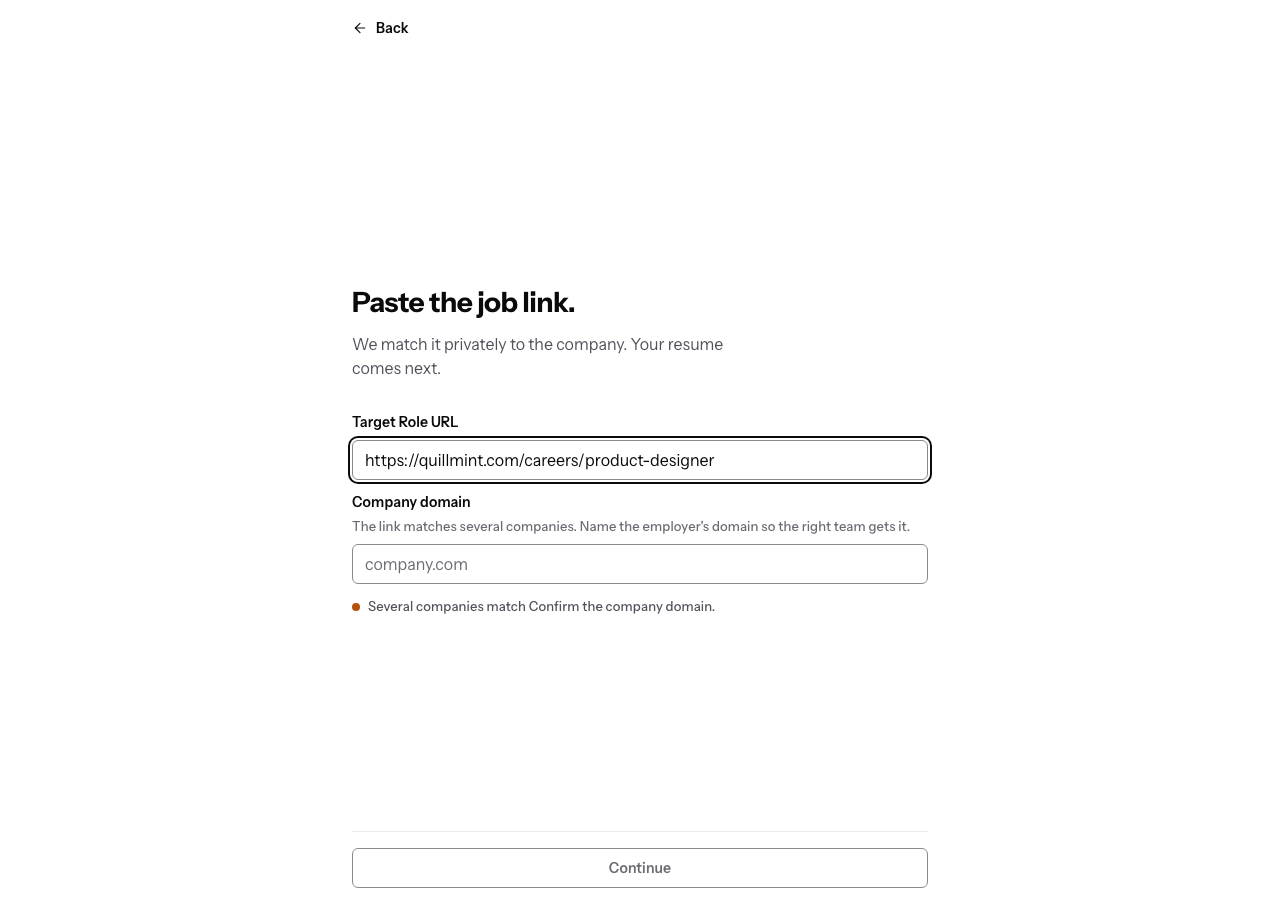 Back
Paste the job link.
We match it privately to the company. Your resume
comes next.
Target Role URL
https://quillmint.com/careers/product-designer
Company domain
The link matches several companies. Name the employer's domain so the right team gets it.
company.com
Several companies match Confirm the company domain.
Continue